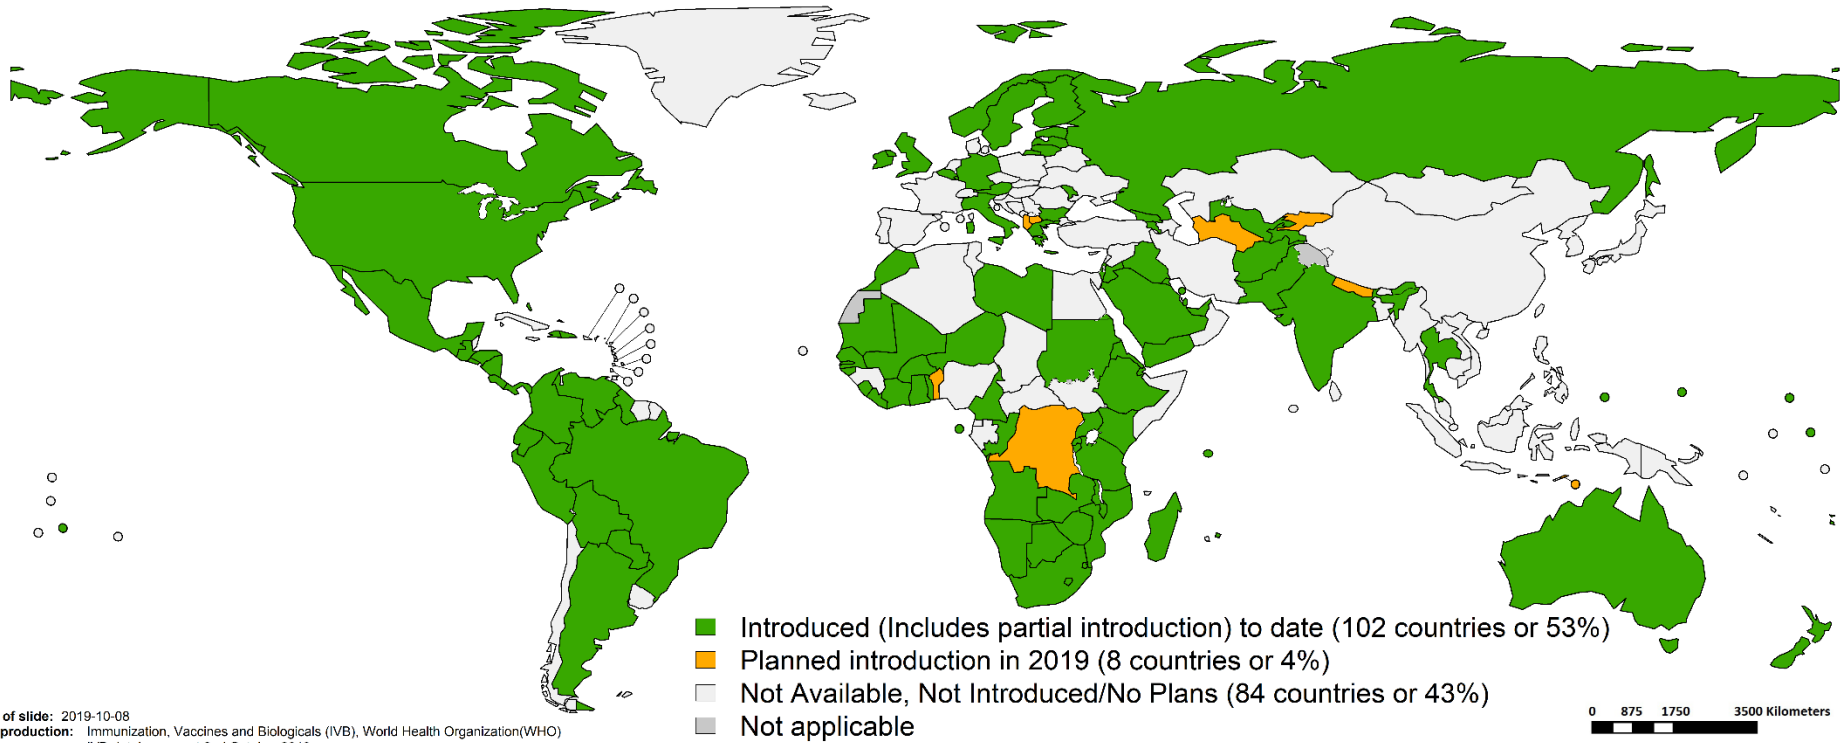 Introduced (Includes partial introduction) to date (102 countries or 53%)
Planned introduction in 2019 (8 countries or 4%)
Not Available, Not Introduced/No Plans (84 countries or 43%)
Not applicable
0 875 1750 3500 Kilometers
of slide: 2019-10-08
production: Immunization, Vaccines and Biologicals (IVB), World Health Organization(WHO)